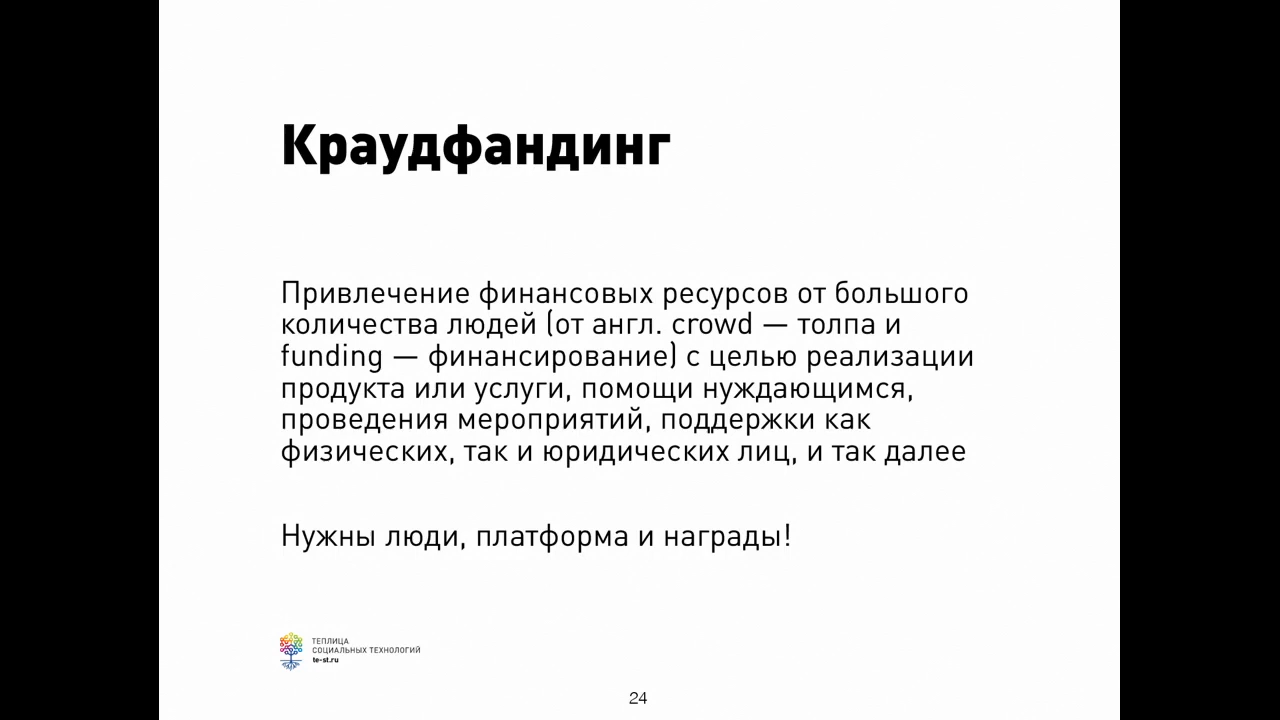 Краудфандинг
Привлечение финансовых ресурсов от большого
количества людей (от англ. crowd — толпа и
funding — финансирование) с целью реализации
продукта или услуги, помощи нуждающимся,
проведения мероприятий, поддержки как
физических, так и юридических лиц, и так далее
Нужны люди, платформа и награды!
ТЕПЛИЦА
СОЦИАЛЬНЫХ ТЕХНОЛОГИЙ
te-st.ru
24